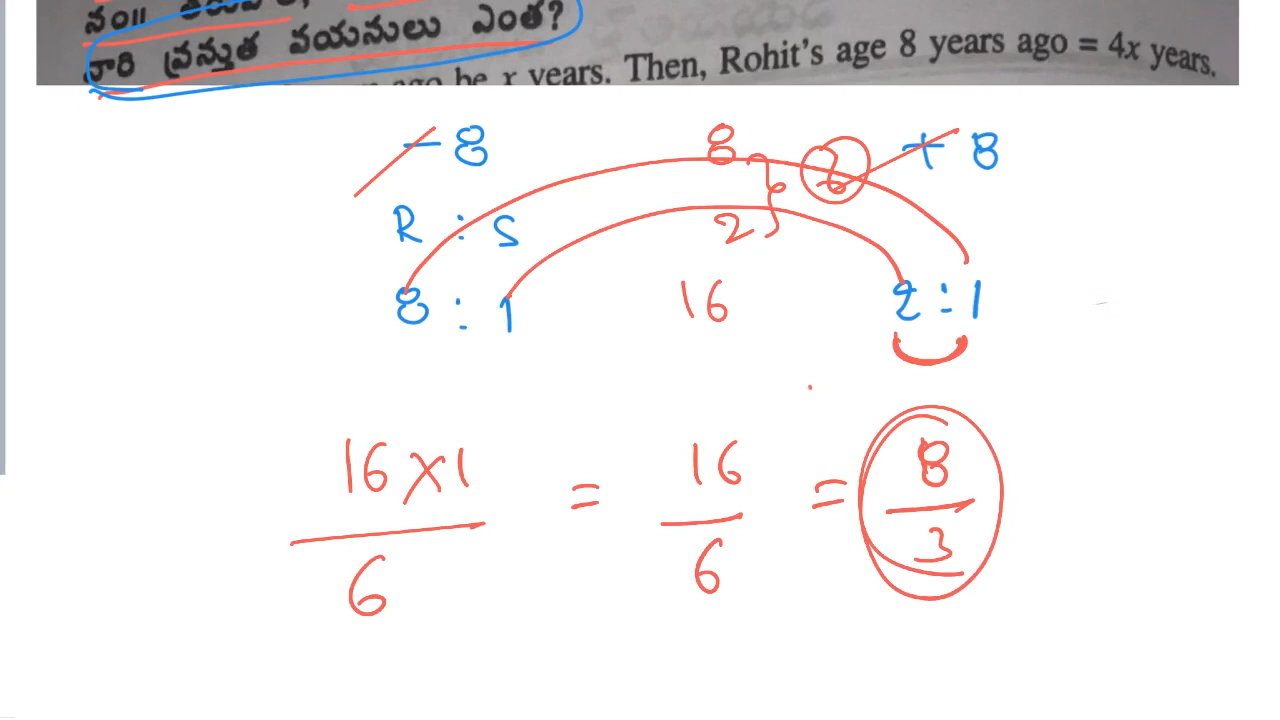 సం॥
వారి ప్రస్తుత వయసులు ఎంత?
ago be x years. Then, Rohit's age 8 years ago = 4x years.
- 8 8 + 8
R : S 2
8 : 1 16 2 : 1
16 × 1 / 6 = 16 / 6 = 8 / 3